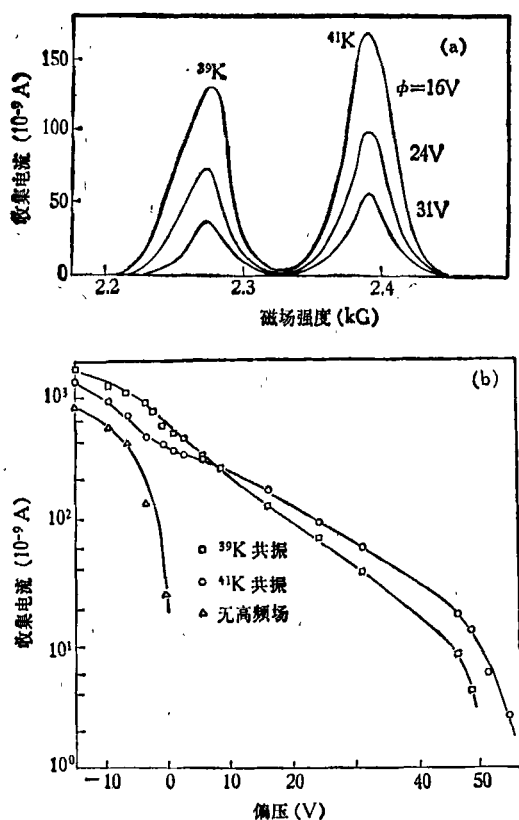 (a)
³⁹K
⁴¹K
φ=16V
24V
31V
收集电流 (10⁻⁹ A)
150
100
50
0
2.2
2.3
2.4
磁场强度 (kG)
(b)
收集电流 (10⁻⁹ A)
10³
10²
10¹
10⁰
³⁹K 共振
⁴¹K 共振
无高频场
-10
0
10
20
30
40
50
偏压 (V)